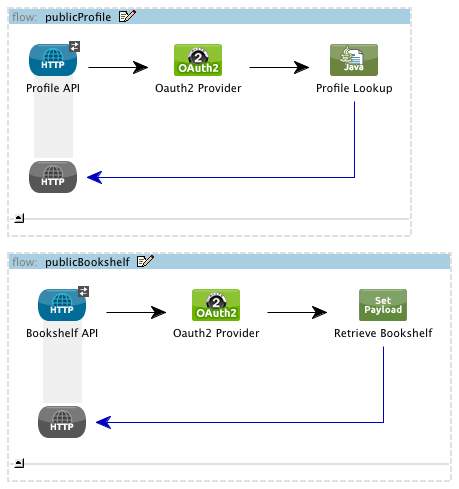 flow: publicProfile
HTTP
2
OAuth2
Java
Profile API
Oauth2 Provider
Profile Lookup
HTTP
flow: publicBookshelf
HTTP
2
OAuth2
Set
Payload
Bookshelf API
Oauth2 Provider
Retrieve Bookshelf
HTTP